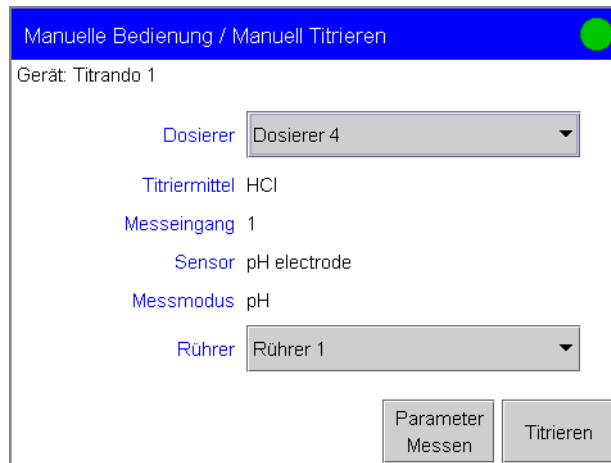 Manuelle Bedienung / Manuell Titrieren
Gerät: Titrando 1
Dosierer Dosierer 4
Titriermittel HCl
Messeingang 1
Sensor pH electrode
Messmodus pH
Rührer Rührer 1
Parameter
Messen
Titrieren